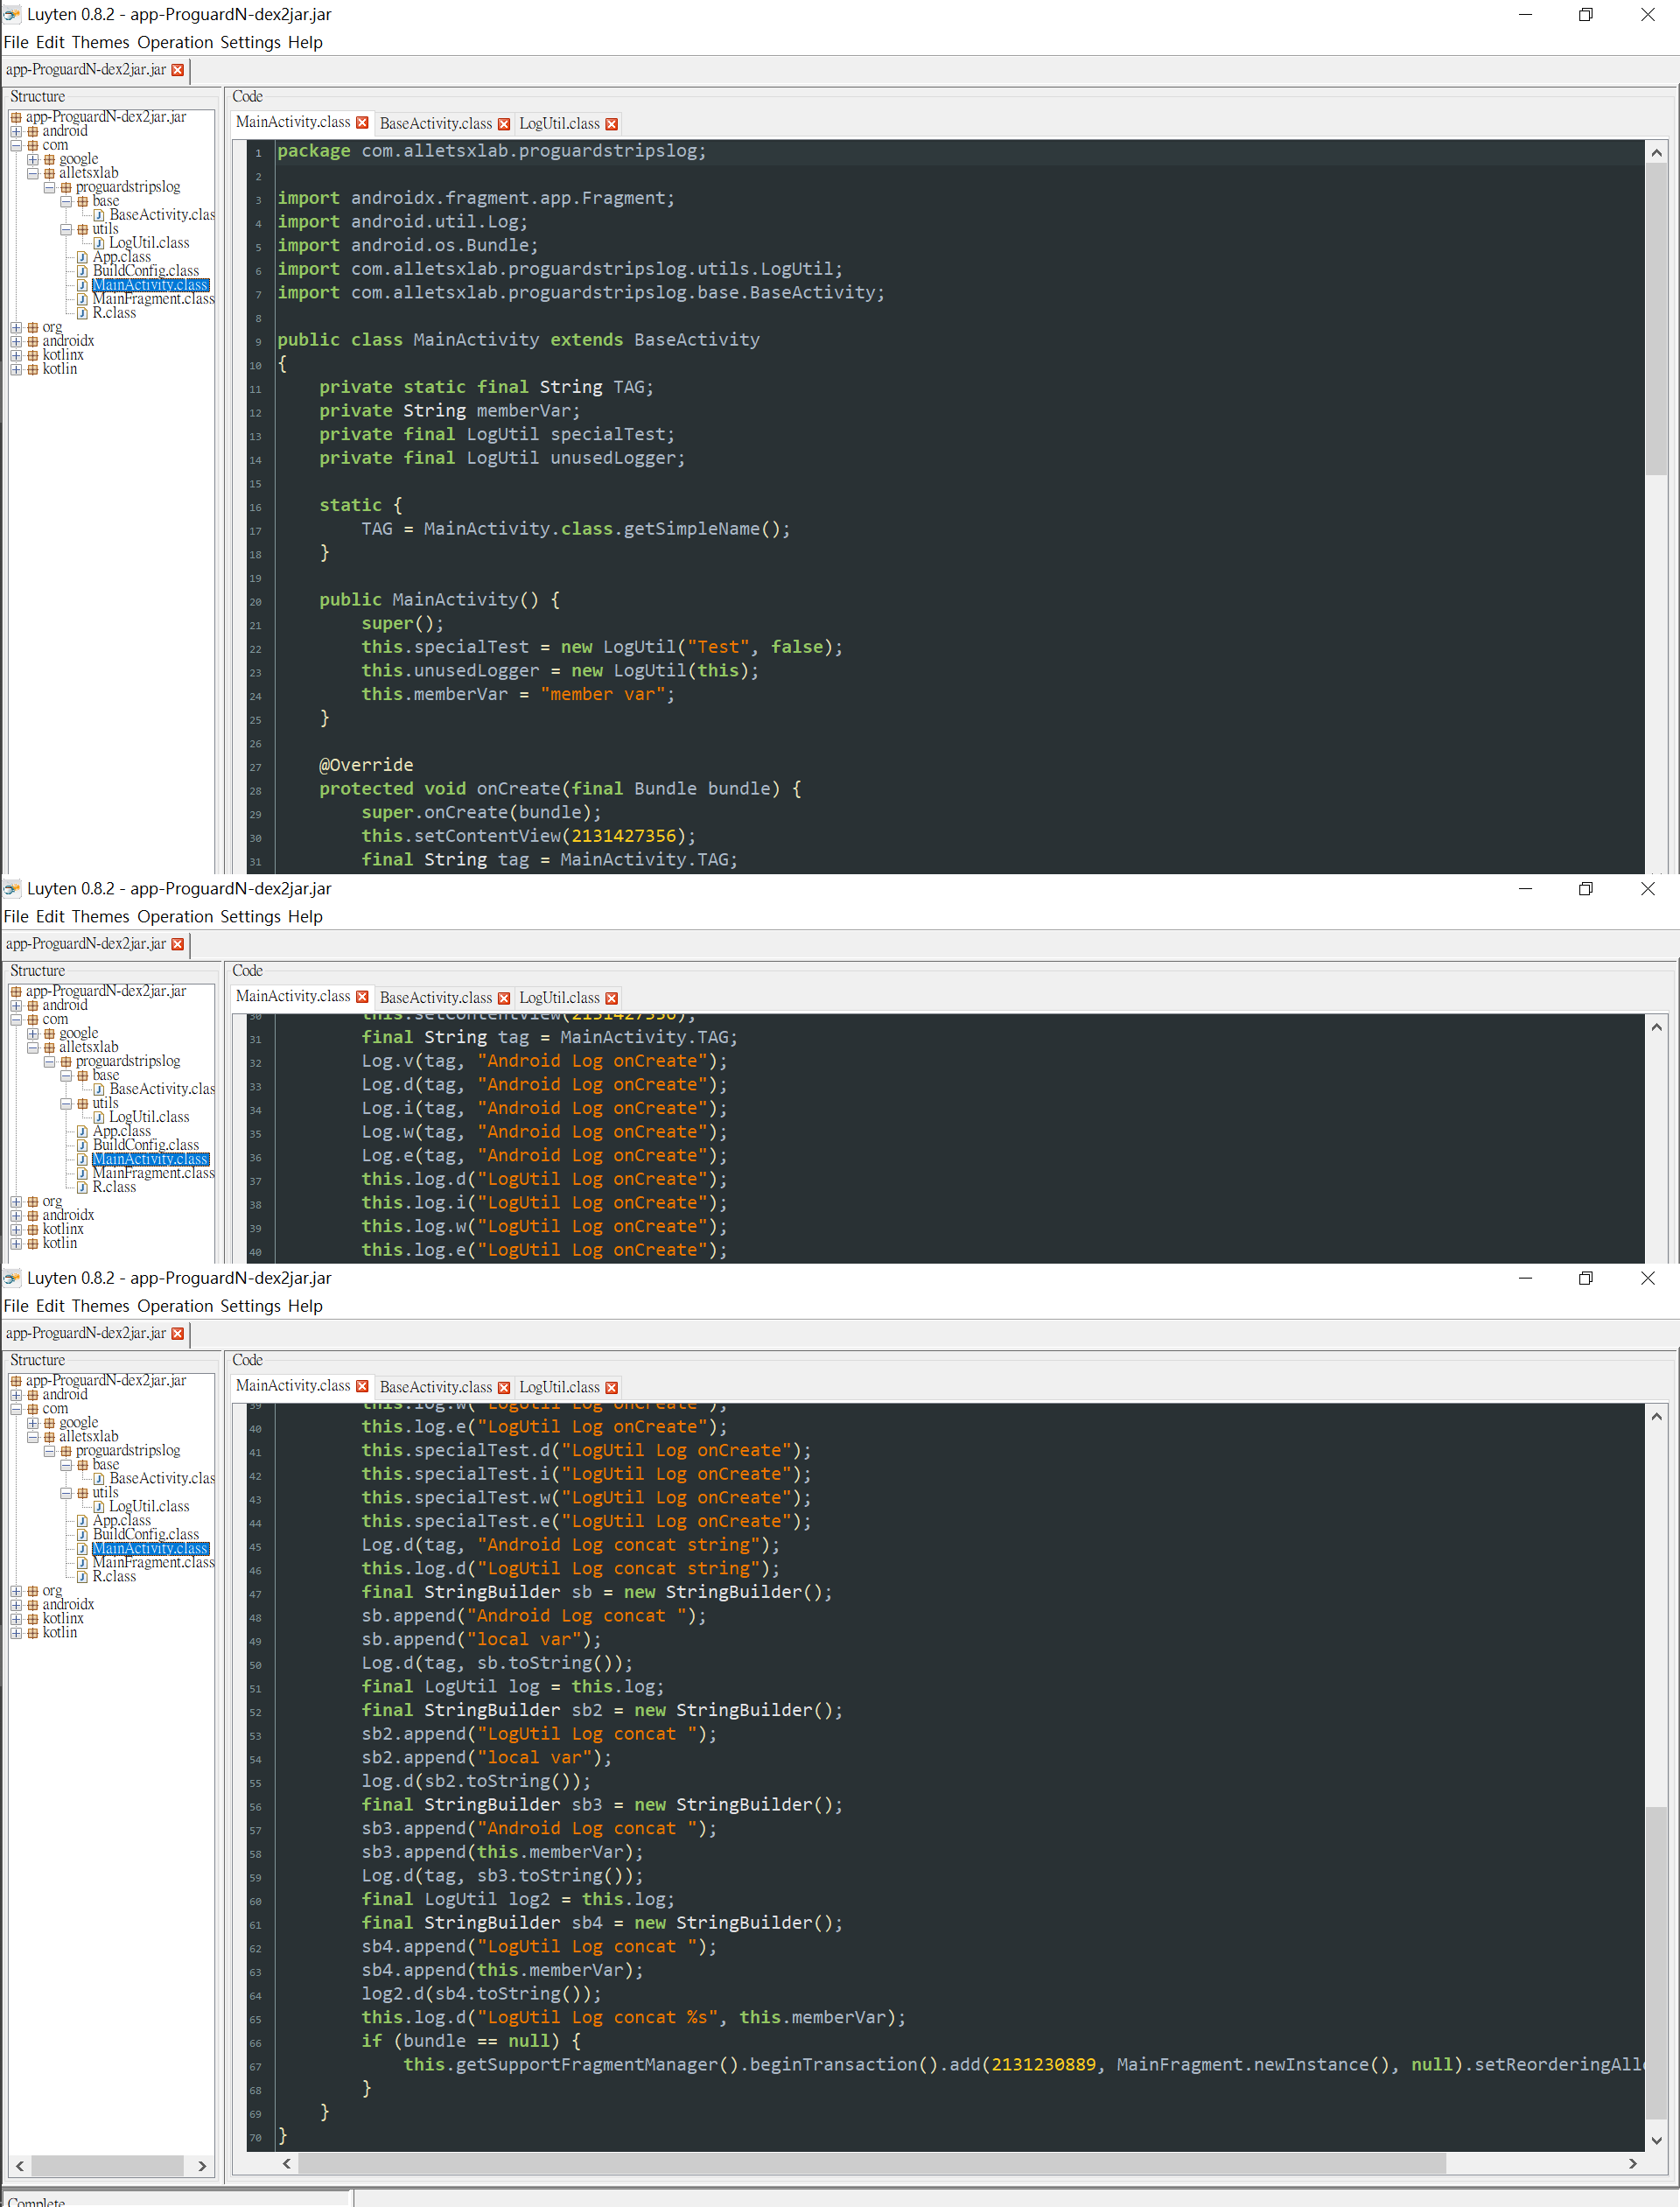 Luyten 0.8.2 - app-ProguardN-dex2jar.jar
File Edit Themes Operation Settings Help
app-ProguardN-dex2jar.jar
Structure
app-ProguardN-dex2jar.jar
android
com
google
alletsxlab
proguardstripslog
base
BaseActivity.clas
utils
LogUtil.class
App.class
BuildConfig.class
MainActivity.class
MainFragment.class
R.class
org
androidx
kotlinx
kotlin
Code
MainActivity.class BaseActivity.class LogUtil.class
1 package com.alletsxlab.proguardstripslog;
2
3 import androidx.fragment.app.Fragment;
4 import android.util.Log;
5 import android.os.Bundle;
6 import com.alletsxlab.proguardstripslog.utils.LogUtil;
7 import com.alletsxlab.proguardstripslog.base.BaseActivity;
8
9 public class MainActivity extends BaseActivity
10 {
11 private static final String TAG;
12 private String memberVar;
13 private final LogUtil specialTest;
14 private final LogUtil unusedLogger;
15
16 static {
17 TAG = MainActivity.class.getSimpleName();
18 }
19
20 public MainActivity() {
21 super();
22 this.specialTest = new LogUtil("Test", false);
23 this.unusedLogger = new LogUtil(this);
24 this.memberVar = "member var";
25 }
26
27 @Override
28 protected void onCreate(final Bundle bundle) {
29 super.onCreate(bundle);
30 this.setContentView(2131427356);
31 final String tag = MainActivity.TAG;
Luyten 0.8.2 - app-ProguardN-dex2jar.jar
File Edit Themes Operation Settings Help
app-ProguardN-dex2jar.jar
Structure
app-ProguardN-dex2jar.jar
android
com
google
alletsxlab
proguardstripslog
base
BaseActivity.clas
utils
LogUtil.class
App.class
BuildConfig.class
MainActivity.class
MainFragment.class
R.class
org
androidx
kotlinx
kotlin
Code
MainActivity.class BaseActivity.class LogUtil.class
30 this.setContentView(2131427356);
31 final String tag = MainActivity.TAG;
32 Log.v(tag, "Android Log onCreate");
33 Log.d(tag, "Android Log onCreate");
34 Log.i(tag, "Android Log onCreate");
35 Log.w(tag, "Android Log onCreate");
36 Log.e(tag, "Android Log onCreate");
37 this.log.d("LogUtil Log onCreate");
38 this.log.i("LogUtil Log onCreate");
39 this.log.w("LogUtil Log onCreate");
40 this.log.e("LogUtil Log onCreate");
Luyten 0.8.2 - app-ProguardN-dex2jar.jar
File Edit Themes Operation Settings Help
app-ProguardN-dex2jar.jar
Structure
app-ProguardN-dex2jar.jar
android
com
google
alletsxlab
proguardstripslog
base
BaseActivity.clas
utils
LogUtil.class
App.class
BuildConfig.class
MainActivity.class
MainFragment.class
R.class
org
androidx
kotlinx
kotlin
Code
MainActivity.class BaseActivity.class LogUtil.class
39 this.log.w("LogUtil Log onCreate");
40 this.log.e("LogUtil Log onCreate");
41 this.specialTest.d("LogUtil Log onCreate");
42 this.specialTest.i("LogUtil Log onCreate");
43 this.specialTest.w("LogUtil Log onCreate");
44 this.specialTest.e("LogUtil Log onCreate");
45 Log.d(tag, "Android Log concat string");
46 this.log.d("LogUtil Log concat string");
47 final StringBuilder sb = new StringBuilder();
48 sb.append("Android Log concat ");
49 sb.append("local var");
50 Log.d(tag, sb.toString());
51 final LogUtil log = this.log;
52 final StringBuilder sb2 = new StringBuilder();
53 sb2.append("LogUtil Log concat ");
54 sb2.append("local var");
55 log.d(sb2.toString());
56 final StringBuilder sb3 = new StringBuilder();
57 sb3.append("Android Log concat ");
58 sb3.append(this.memberVar);
59 Log.d(tag, sb3.toString());
60 final LogUtil log2 = this.log;
61 final StringBuilder sb4 = new StringBuilder();
62 sb4.append("LogUtil Log concat ");
63 sb4.append(this.memberVar);
64 log2.d(sb4.toString());
65 this.log.d("LogUtil Log concat %s", this.memberVar);
66 if (bundle == null) {
67 this.getSupportFragmentManager().beginTransaction().add(2131230889, MainFragment.newInstance(), null).setReorderingAll
68 }
69 }
70 }
Complete